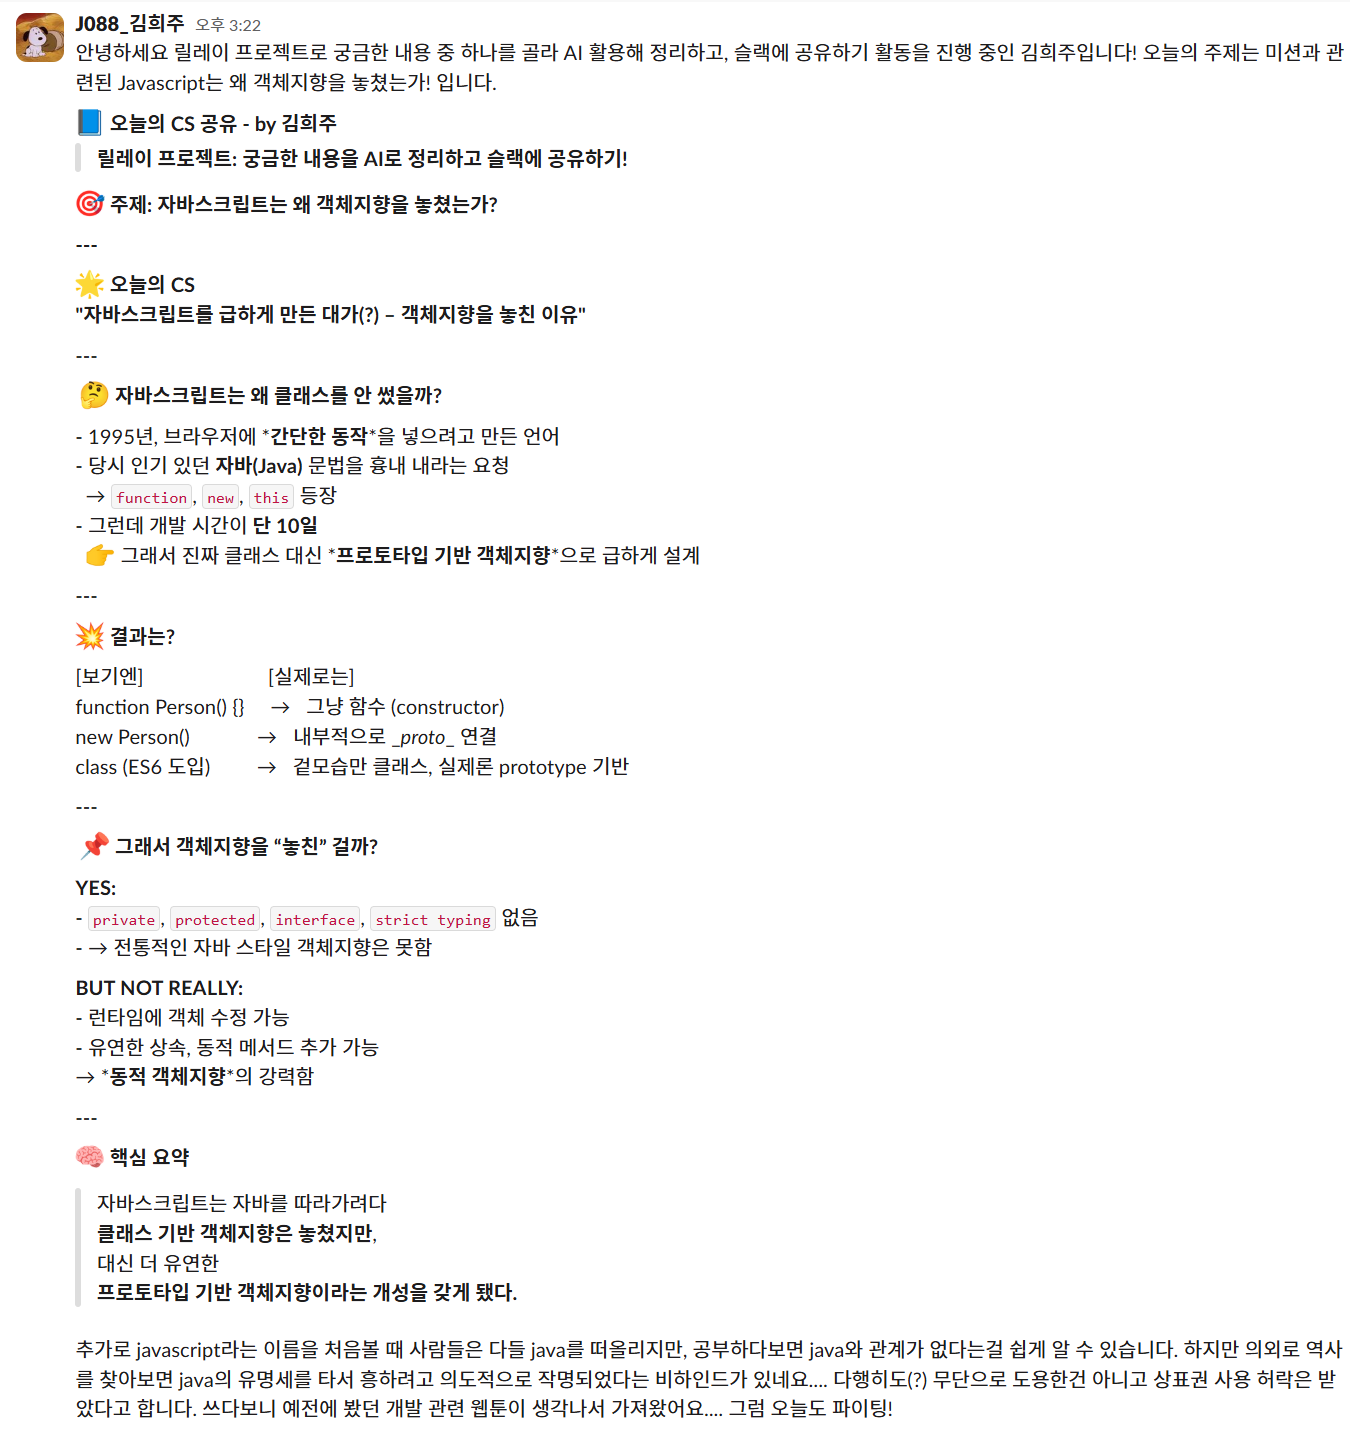 J088_김희주 오후 3:22
안녕하세요 릴레이 프로젝트로 궁금한 내용 중 하나를 골라 AI 활용해 정리하고, 슬랙에 공유하기 활동을 진행 중인 김희주입니다! 오늘의 주제는 미션과 관
련된 Javascript는 왜 객체지향을 놓쳤는가! 입니다.
📘 오늘의 CS 공유 - by 김희주
릴레이 프로젝트: 궁금한 내용을 AI로 정리하고 슬랙에 공유하기!
🎯 주제: 자바스크립트는 왜 객체지향을 놓쳤는가?
---
🌟 오늘의 CS
"자바스크립트를 급하게 만든 대가(?) – 객체지향을 놓친 이유"
---
🤔 자바스크립트는 왜 클래스를 안 썼을까?
- 1995년, 브라우저에 *간단한 동작*을 넣으려고 만든 언어
- 당시 인기 있던 자바(Java) 문법을 흉내 내라는 요청
→ function, new, this 등장
- 그런데 개발 시간이 단 10일
👉 그래서 진짜 클래스 대신 *프로토타입 기반 객체지향*으로 급하게 설계
---
💥 결과는?
[보기엔] [실제로는]
function Person() {} → 그냥 함수 (constructor)
new Person() → 내부적으로 _proto_ 연결
class (ES6 도입) → 겉모습만 클래스, 실제론 prototype 기반
---
📌 그래서 객체지향을 “놓친” 걸까?
YES:
- private, protected, interface, strict typing 없음
- → 전통적인 자바 스타일 객체지향은 못함
BUT NOT REALLY:
- 런타임에 객체 수정 가능
- 유연한 상속, 동적 메서드 추가 가능
→ *동적 객체지향*의 강력함
---
🧠 핵심 요약
자바스크립트는 자바를 따라가려다
클래스 기반 객체지향은 놓쳤지만,
대신 더 유연한
프로토타입 기반 객체지향이라는 개성을 갖게 됐다.
추가로 javascript라는 이름을 처음볼 때 사람들은 다들 java를 떠올리지만, 공부하다보면 java와 관계가 없다는걸 쉽게 알 수 있습니다. 하지만 의외로 역사
를 찾아보면 java의 유명세를 타서 흥하려고 의도적으로 작명되었다는 비하인드가 있네요.... 다행히도(?) 무단으로 도용한건 아니고 상표권 사용 허락은 받
았다고 합니다. 쓰다보니 예전에 봤던 개발 관련 웹툰이 생각나서 가져왔어요.... 그럼 오늘도 파이팅!